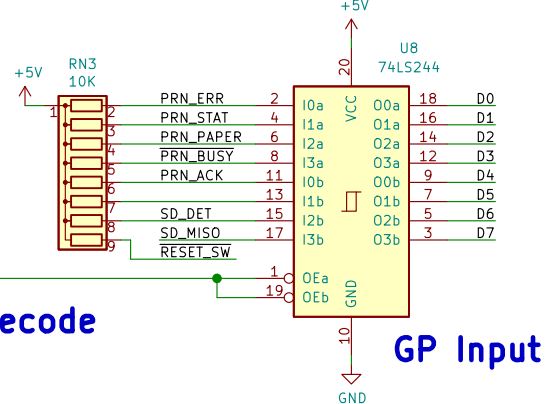 +5V
U8
74LS244
RN3
10K
+5V
20
VCC
1
2 PRN_ERR 2 I0a O0a 18 D0
3 PRN_STAT 4 I1a O1a 16 D1
4 PRN_PAPER 6 I2a O2a 14 D2
5 PRN_BUSY 8 I3a O3a 12 D3
6 PRN_ACK 11 I0b O0b 9 D4
7 13 I1b O1b 7 D5
8 SD_DET 15 I2b O2b 5 D6
9 SD_MISO 17 I3b O3b 3 D7
RESET_SW
1 OEa
19 OEb
GND
10
ecode
GP Input
GND